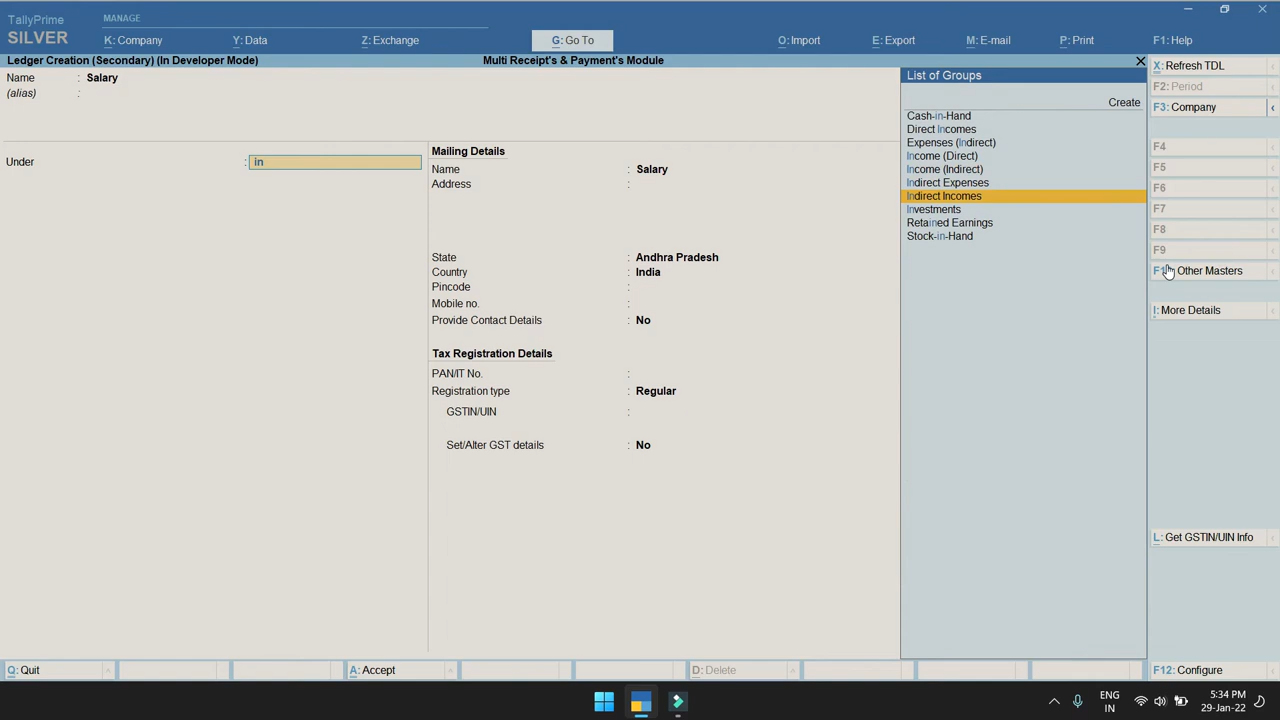 TallyPrime
SILVER
MANAGE
K: Company
Y: Data
Z: Exchange
G: Go To
O: Import
E: Export
M: E-mail
P: Print
F1: Help
Ledger Creation (Secondary) (In Developer Mode)
Multi Receipt's & Payment's Module
Name : Salary
(alias) :
Under : in
Mailing Details
Name : Salary
Address :
State : Andhra Pradesh
Country : India
Pincode :
Mobile no. :
Provide Contact Details : No
Tax Registration Details
PAN/IT No. :
Registration type : Regular
GSTIN/UIN :
Set/Alter GST details : No
List of Groups
Create
Cash-in-Hand
Direct Incomes
Expenses (Indirect)
Income (Direct)
Income (Indirect)
Indirect Expenses
Indirect Incomes
Investments
Retained Earnings
Stock-in-Hand
X: Refresh TDL
F2: Period
F3: Company
F4
F5
F6
F7
F8
F9
Other Masters
I: More Details
L: Get GSTIN/UIN Info
F12: Configure
Q: Quit
A: Accept
D: Delete
ENG
IN
5:34 PM
29-Jan-22